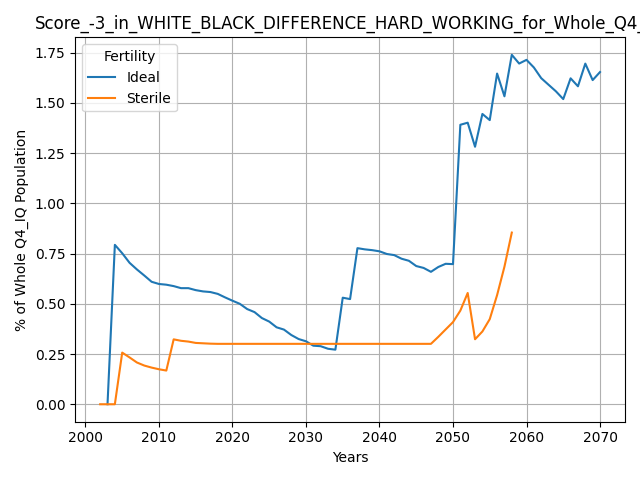 Score_-3_in_WHITE_BLACK_DIFFERENCE_HARD_WORKING_for_Whole_Q4_
Fertility
Ideal
Sterile
% of Whole Q4_IQ Population
1.75
1.50
1.25
1.00
0.75
0.50
0.25
0.00
2000 2010 2020 2030 2040 2050 2060 2070
Years